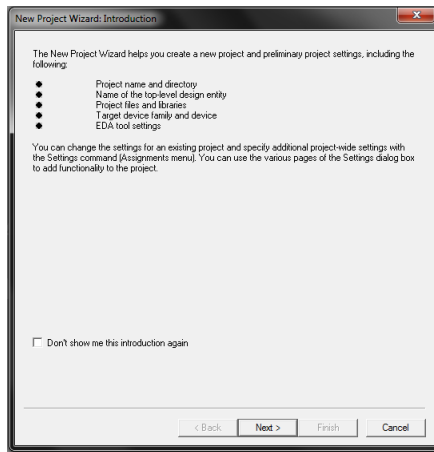 New Project Wizard: Introduction
The New Project Wizard helps you create a new project and preliminary project settings, including the
following:
● Project name and directory
● Name of the top-level design entity
● Project files and libraries
● Target device family and device
● EDA tool settings
You can change the settings for an existing project and specify additional project-wide settings with
the Settings command (Assignments menu). You can use the various pages of the Settings dialog box
to add functionality to the project.
Don't show me this introduction again
< Back Next > Finish Cancel